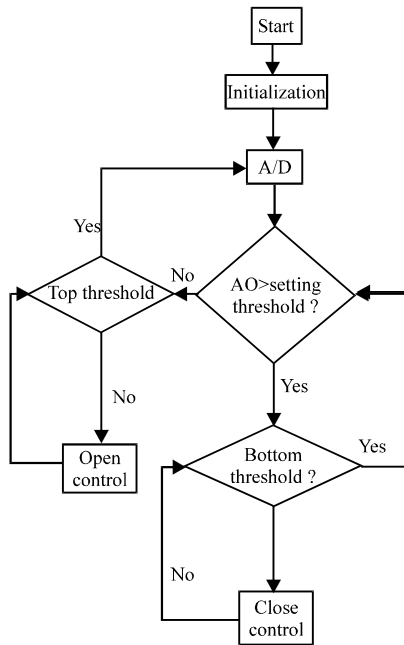 Start
Initialization
A/D
Yes
No
Top threshold
AO>setting
threshold ?
No
Yes
Open
control
Bottom
threshold ?
Yes
No
Close
control